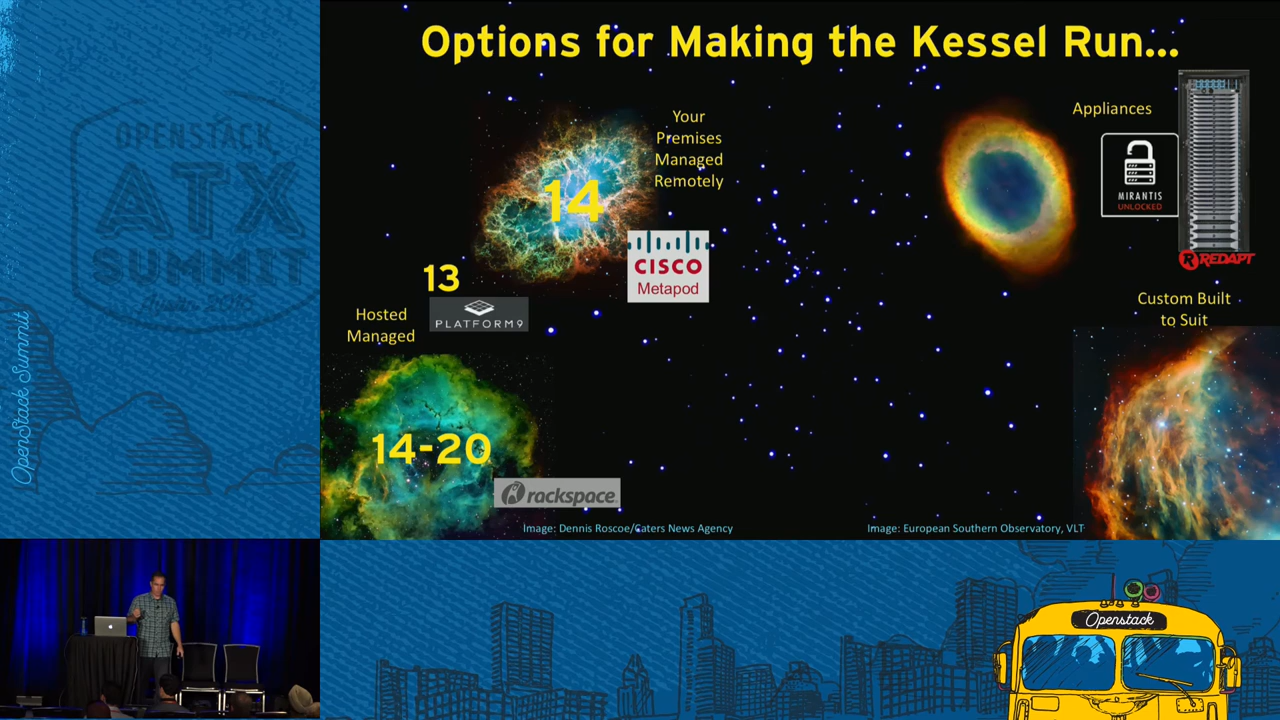 Options for Making the Kessel Run...
Your
Premises
Managed
Remotely
14
CISCO
Metapod
13
PLATFORM9
Hosted
Managed
14-20
rackspace
Image: Dennis Roscoe/Caters News Agency
Appliances
MIRANTIS
UNLOCKED
REDAPT
Custom Built
to Suit
Image: European Southern Observatory, VLT
OPENSTACK
ATX
SUMMIT
OpenStack Summit
Openstack